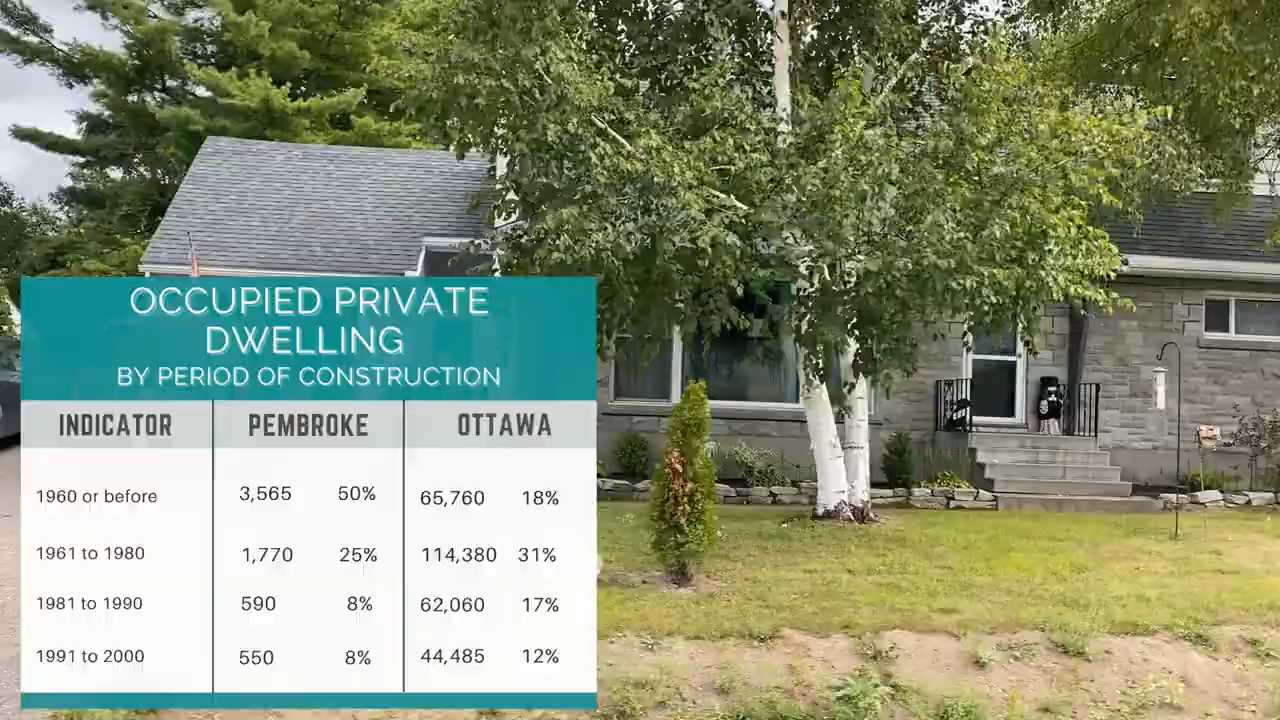 OCCUPIED PRIVATE
DWELLING
BY PERIOD OF CONSTRUCTION
INDICATOR PEMBROKE OTTAWA
1960 or before 3,565 50% 65,760 18%
1961 to 1980 1,770 25% 114,380 31%
1981 to 1990 590 8% 62,060 17%
1991 to 2000 550 8% 44,485 12%